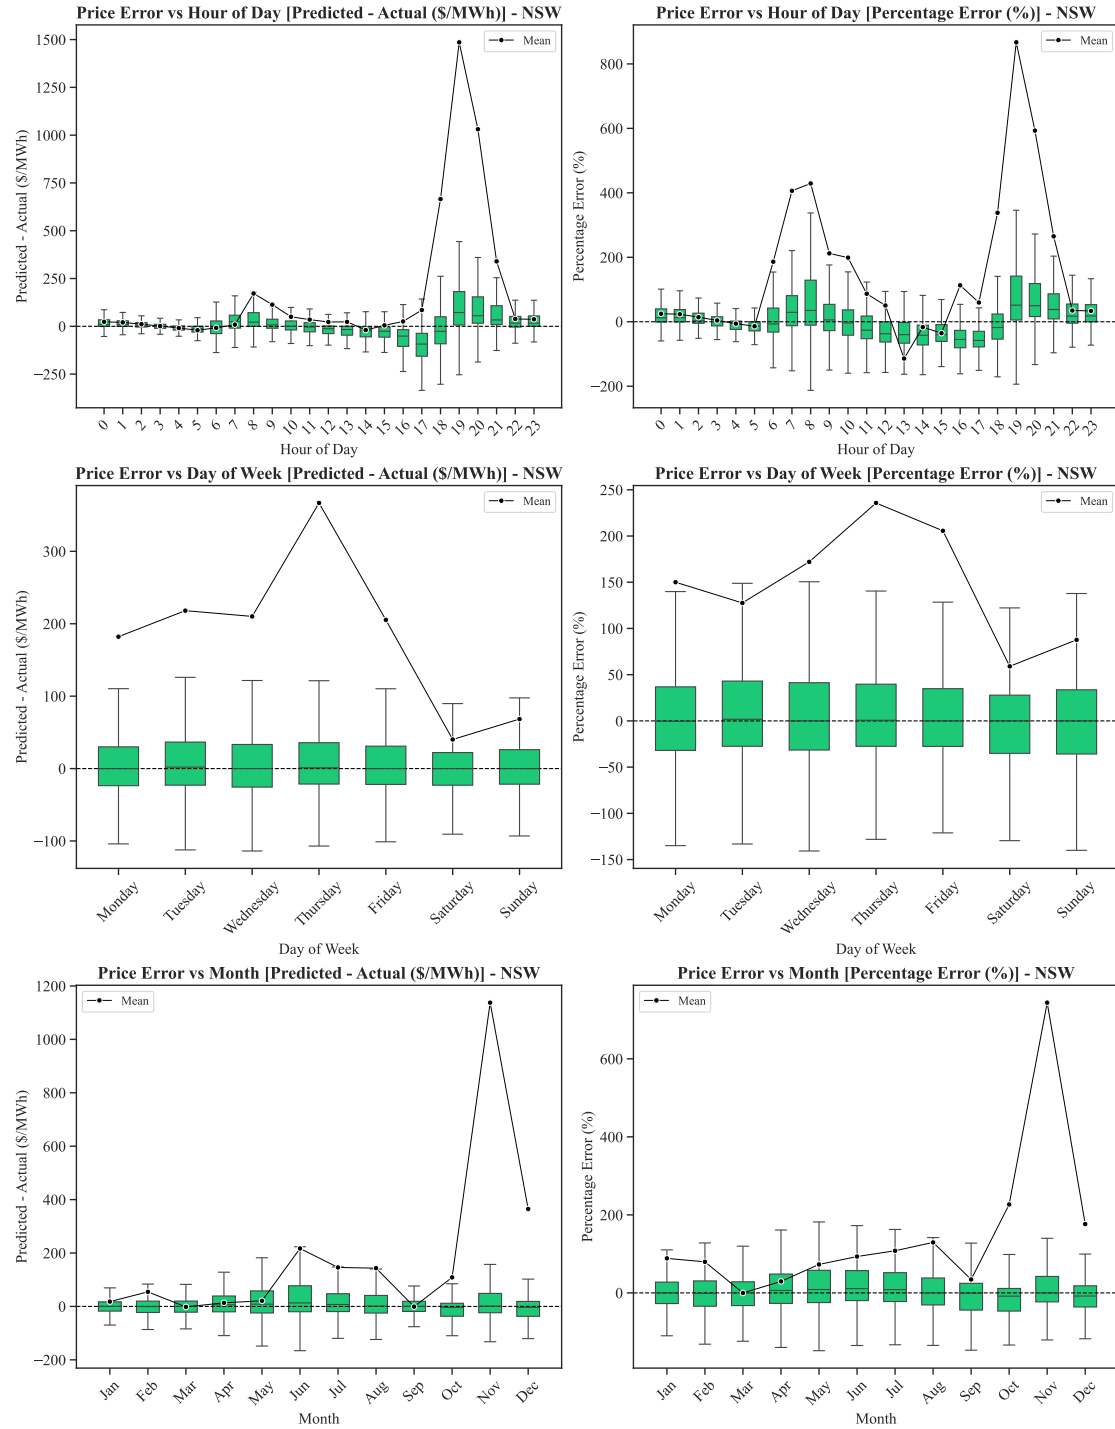 Price Error vs Hour of Day [Predicted - Actual ($/MWh)] - NSW
Mean
Predicted - Actual ($/MWh)
1500
1250
1000
750
500
250
0
−250
0 1 2 3 4 5 6 7 8 9 10 11 12 13 14 15 16 17 18 19 20 21 22 23
Hour of Day
Price Error vs Hour of Day [Percentage Error (%)] - NSW
Mean
Percentage Error (%)
800
600
400
200
0
−200
0 1 2 3 4 5 6 7 8 9 10 11 12 13 14 15 16 17 18 19 20 21 22 23
Hour of Day
Price Error vs Day of Week [Predicted - Actual ($/MWh)] - NSW
Mean
Predicted - Actual ($/MWh)
300
200
100
0
−100
Monday Tuesday Wednesday Thursday Friday Saturday Sunday
Day of Week
Price Error vs Day of Week [Percentage Error (%)] - NSW
Mean
Percentage Error (%)
250
200
150
100
50
0
−50
−100
−150
Monday Tuesday Wednesday Thursday Friday Saturday Sunday
Day of Week
Price Error vs Month [Predicted - Actual ($/MWh)] - NSW
Mean
Predicted - Actual ($/MWh)
1200
1000
800
600
400
200
0
−200
Jan Feb Mar Apr May Jun Jul Aug Sep Oct Nov Dec
Month
Price Error vs Month [Percentage Error (%)] - NSW
Mean
Percentage Error (%)
600
400
200
0
Jan Feb Mar Apr May Jun Jul Aug Sep Oct Nov Dec
Month